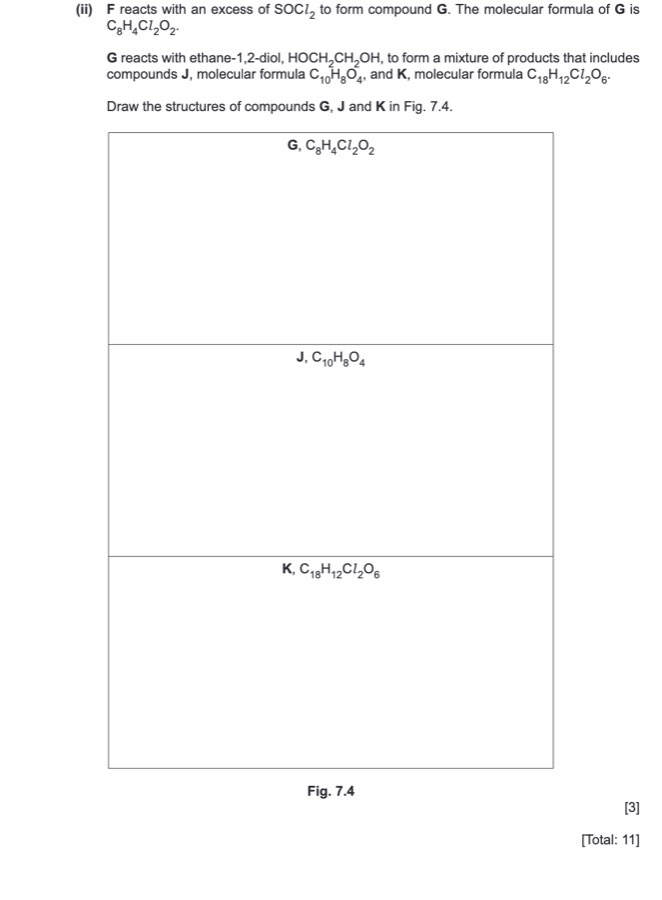 (ii) F reacts with an excess of SOCl₂ to form compound G. The molecular formula of G is
C₈H₄Cl₂O₂.
G reacts with ethane-1,2-diol, HOCH₂CH₂OH, to form a mixture of products that includes
compounds J, molecular formula C₁₀H₈O₄, and K, molecular formula C₁₈H₁₂Cl₂O₆.
Draw the structures of compounds G, J and K in Fig. 7.4.
G, C₈H₄Cl₂O₂
J, C₁₀H₈O₄
K, C₁₈H₁₂Cl₂O₆
Fig. 7.4
[3]
[Total: 11]